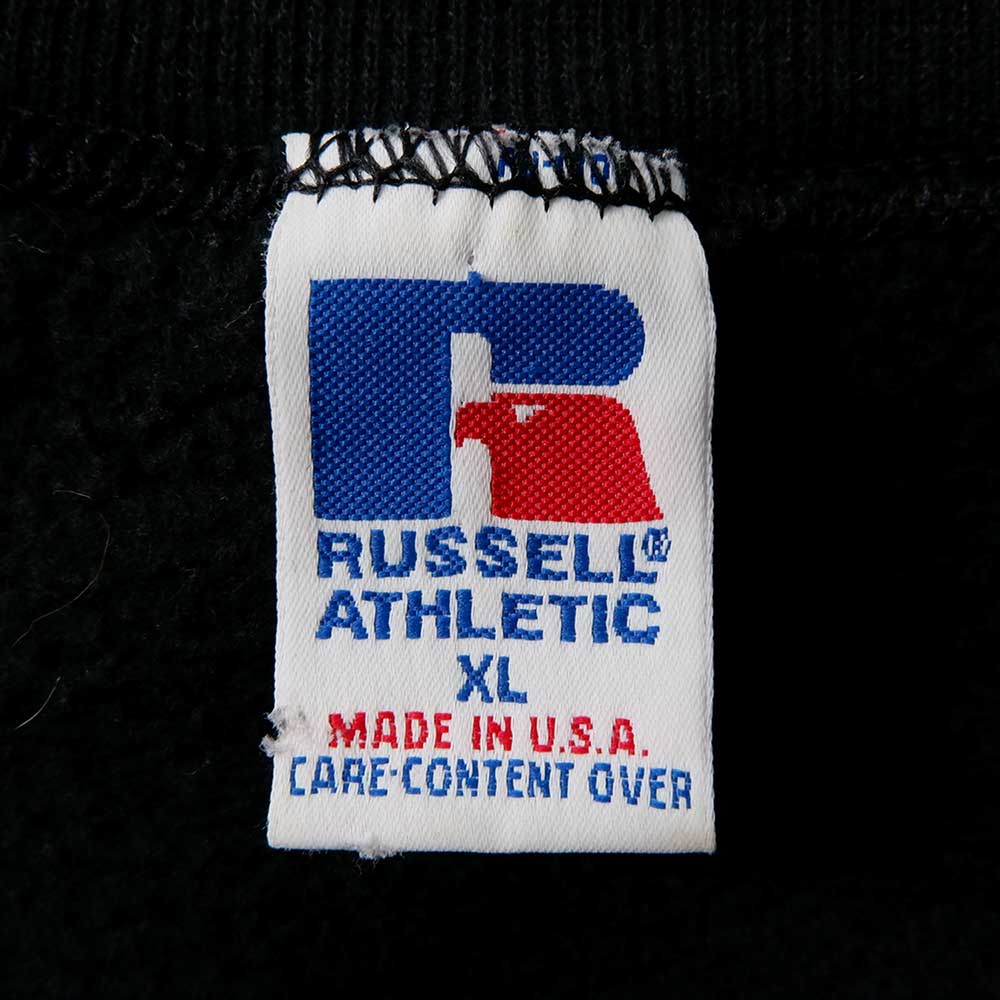 RUSSELL®
ATHLETIC
XL
MADE IN U.S.A.
CARE·CONTENT OVER